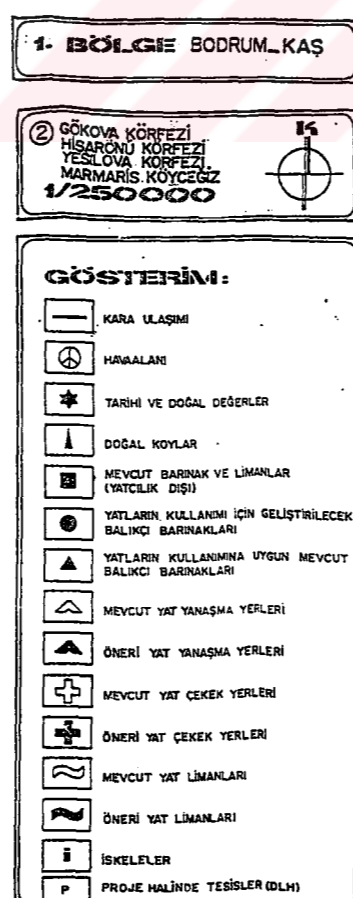 1. BÖLGE BODRUM_KAŞ
② GÖKOVA KÖRFEZİ
HİSARÖNÜ KÖRFEZİ
YEŞİLOVA KÖRFEZİ
MARMARİS.KÖYCEĞİZ
1/250000
K
GÖSTERİM:
KARA ULAŞIMI
HAVAALANI
TARİHİ VE DOĞAL DEĞERLER
DOĞAL KOYLAR
MEVCUT BARINAK VE LİMANLAR
(YATCILIK DIŞI)
YATLARIN KULLANIMI İÇİN GELİŞTİRİLECEK
BALIKÇI BARINAKLARI
YATLARIN KULLANIMINA UYGUN MEVCUT
BALIKCI BARINAKLARI
MEVCUT YAT YANAŞMA YERLERİ
ÖNERİ YAT YANAŞMA YERLERİ
MEVCUT YAT ÇEKEK YERLERİ
ÖNERİ YAT ÇEKEK YERLERİ
MEVCUT YAT LİMANLARI
ÖNERİ YAT LİMANLARI
i İSKELELER
P PROJE HALİNDE TESİSLER (DLH)